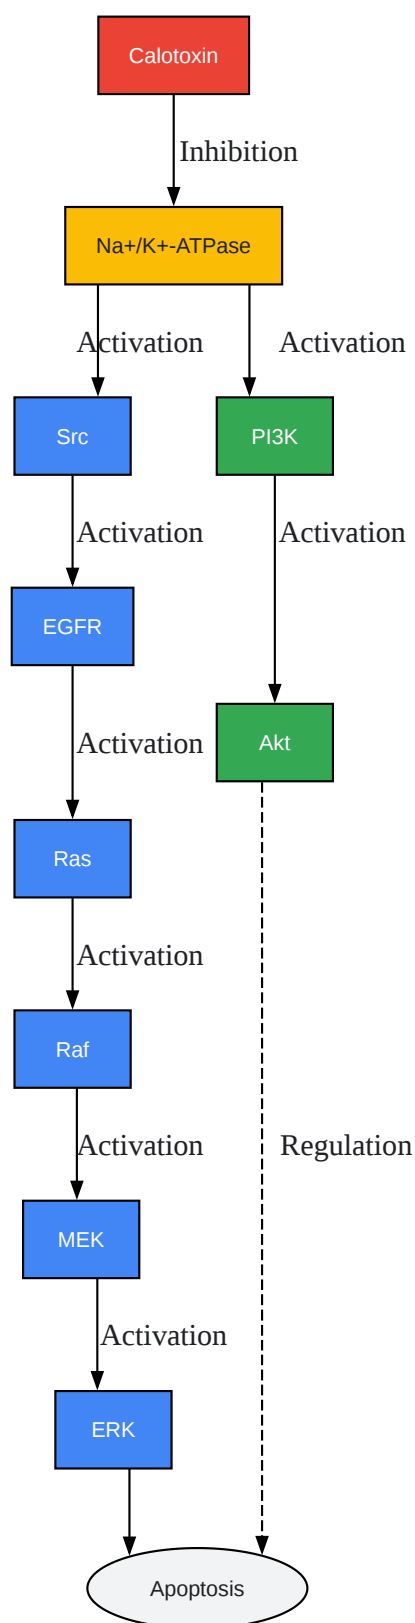 Calotoxin
Inhibition
Na+/K+-ATPase
Activation
Activation
Src
PI3K
Activation
Activation
EGFR
Activation
Akt
Ras
Activation
Raf
Activation
Regulation
MEK
Activation
ERK
Apoptosis